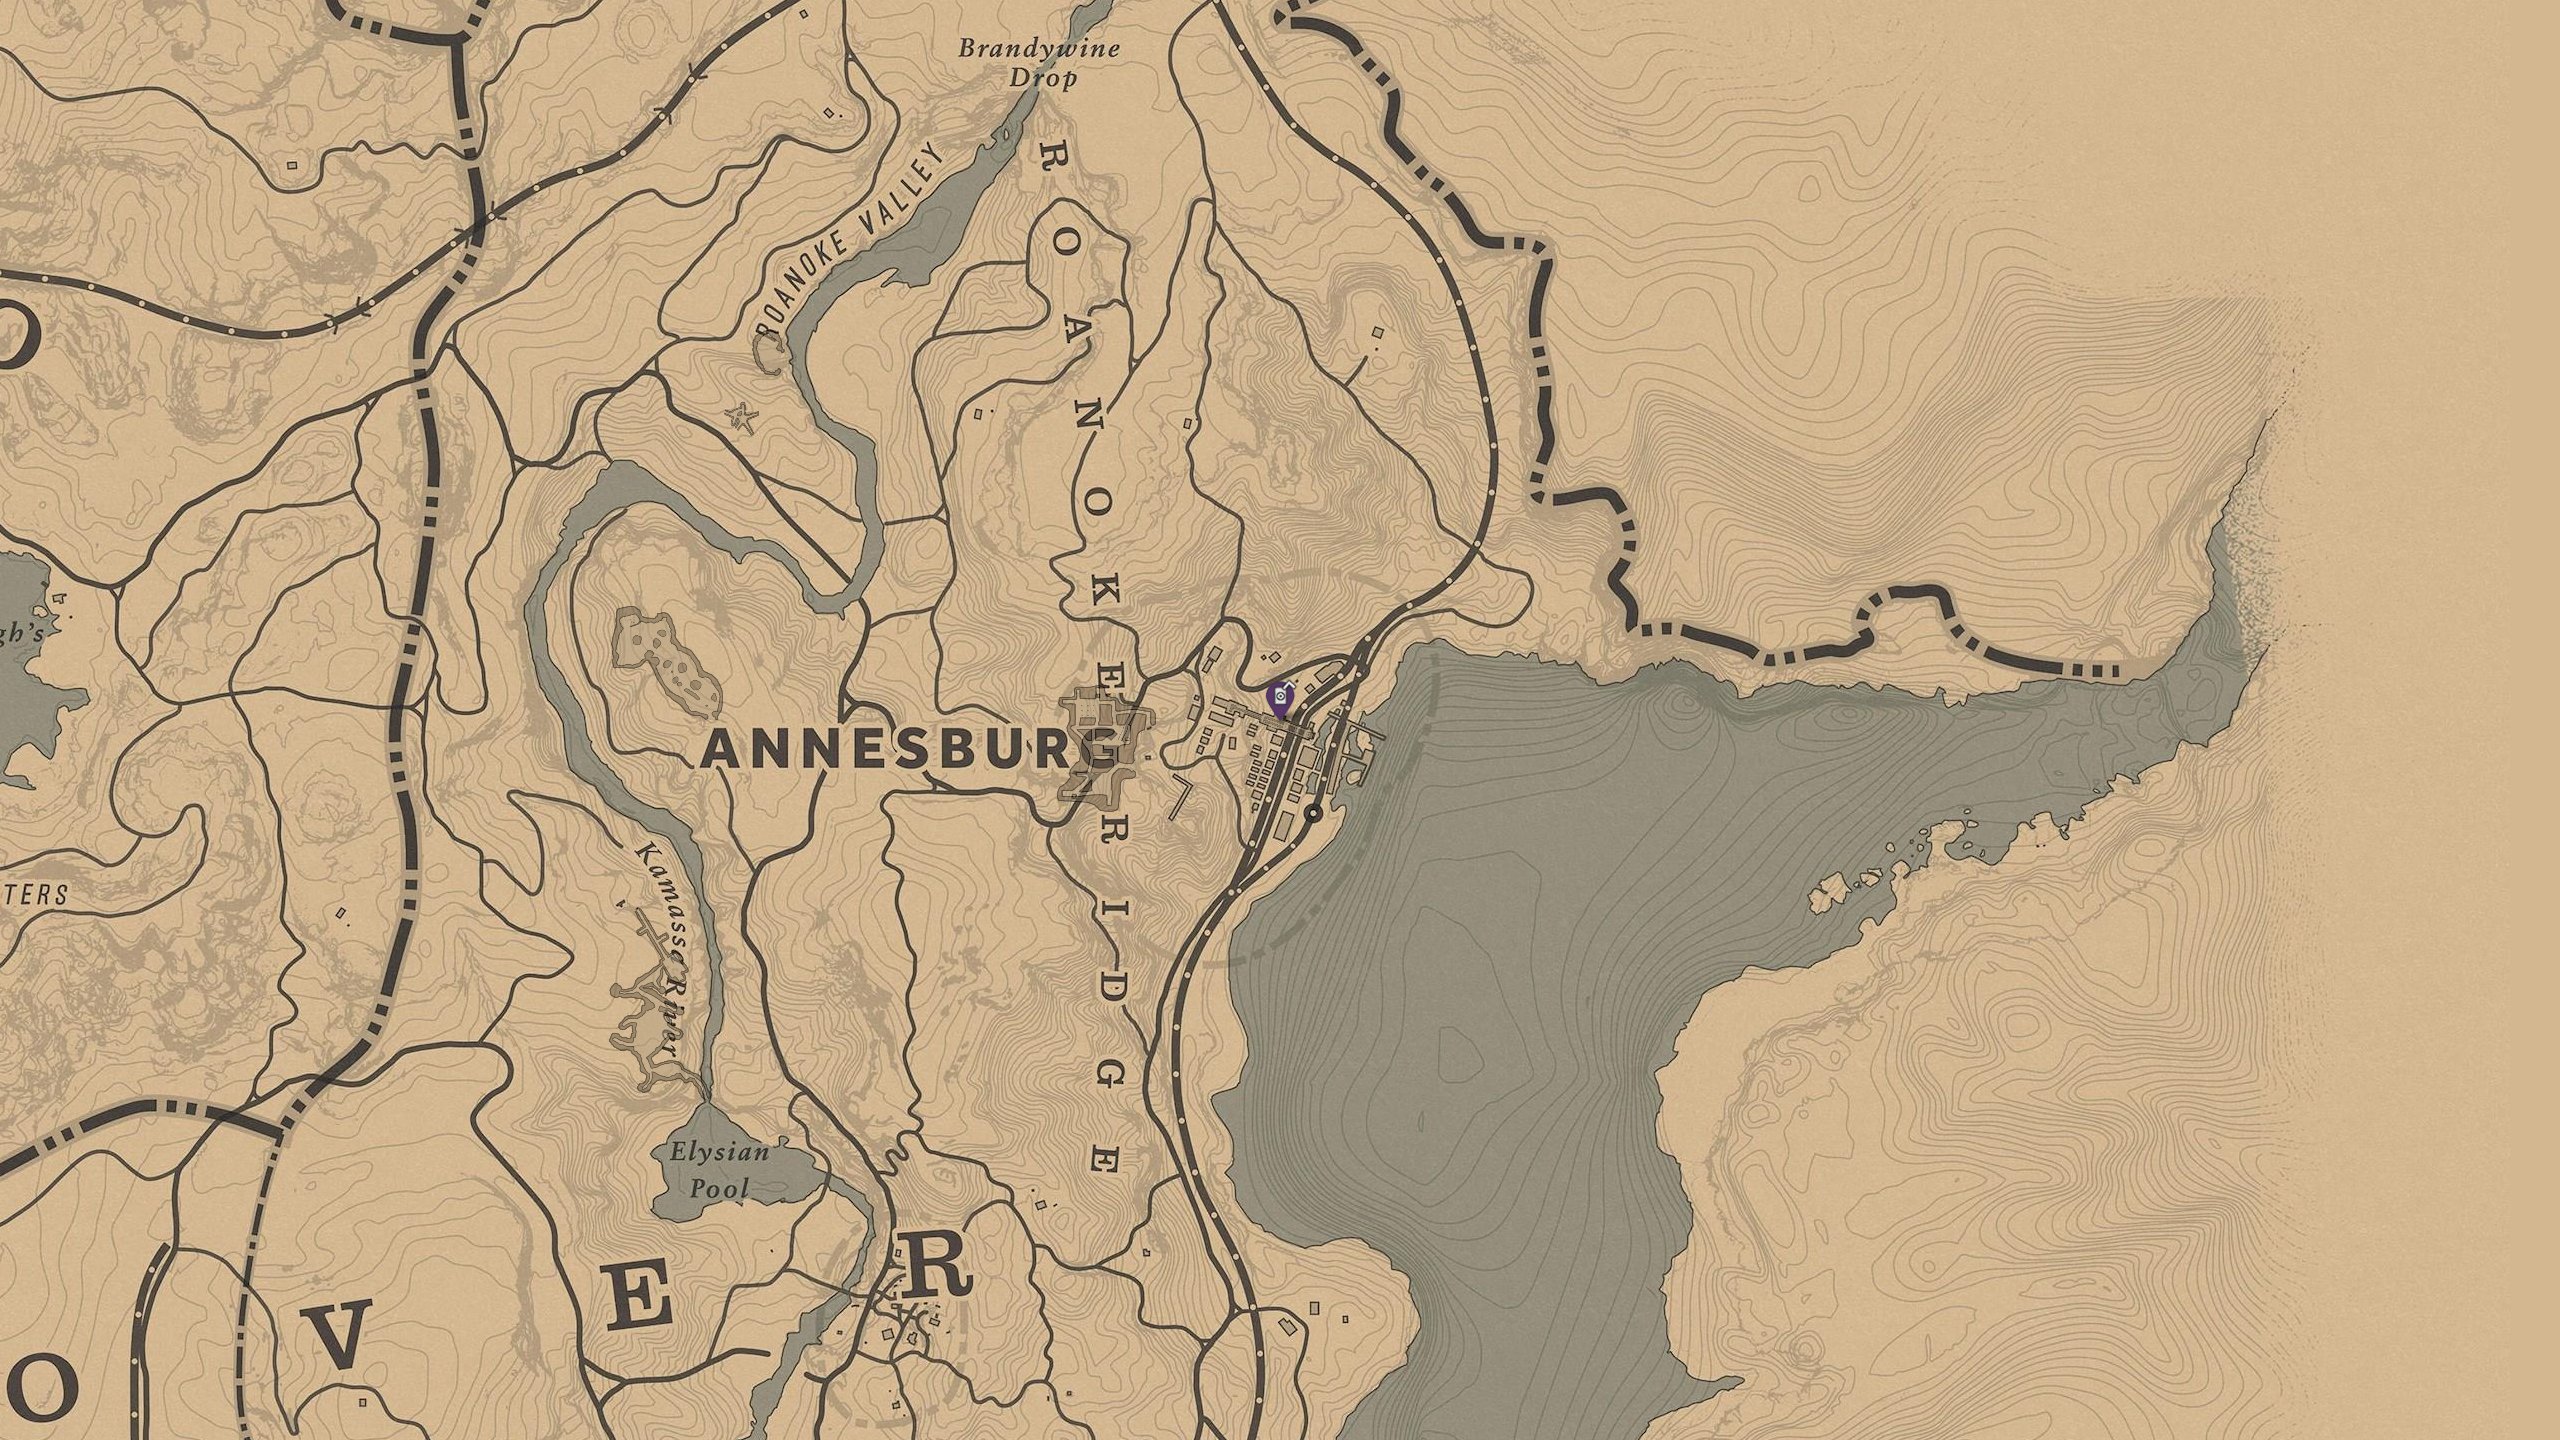 Brandywine
Drop
ROANOKE VALLEY
ROANOKE RIDGE
gh's
ANNESBURG
TERS
Kamassa River
Elysian
Pool
O
O
V
E
R